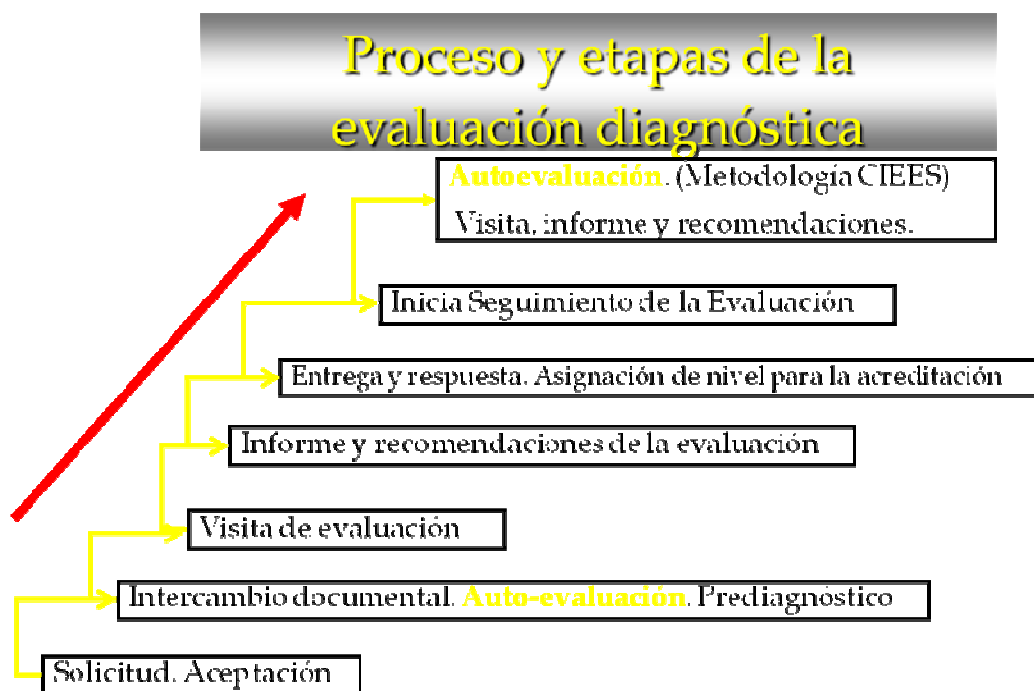 Proceso y etapas de la
evaluación diagnóstica
Autoevaluación. (Metodología CIEES)
Visita, informe y recomendaciones.
Inicia Seguimiento de la Evaluación
Entrega y respuesta. Asignación de nivel para la acreditación
Informe y recomendaciones de la evaluación
Visita de evaluación
Intercambio documental. Auto-evaluación. Prediagnostico
Solicitud. Aceptación